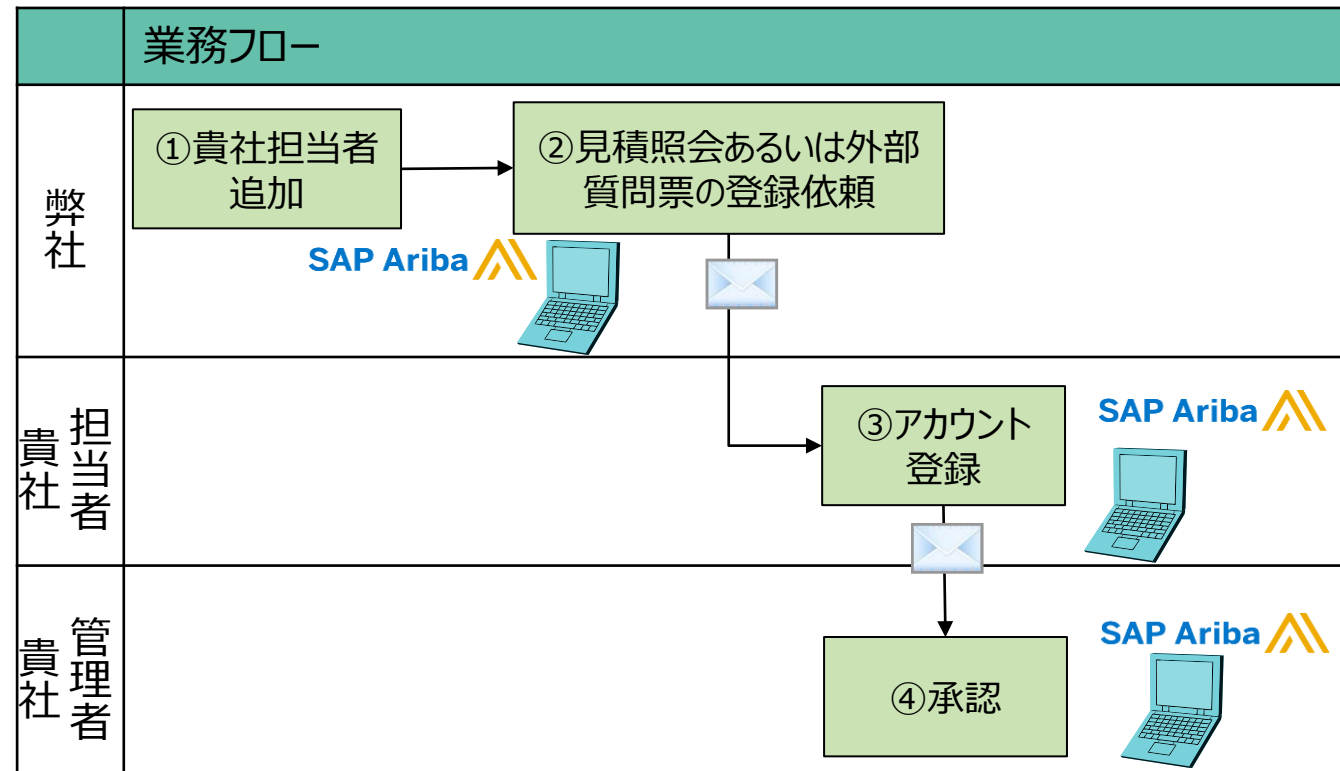 業務フロー
弊社
①貴社担当者
追加
②見積照会あるいは外部
質問票の登録依頼
SAP Ariba
貴社
担当者
③アカウント
登録
SAP Ariba
貴社
管理者
④承認
SAP Ariba